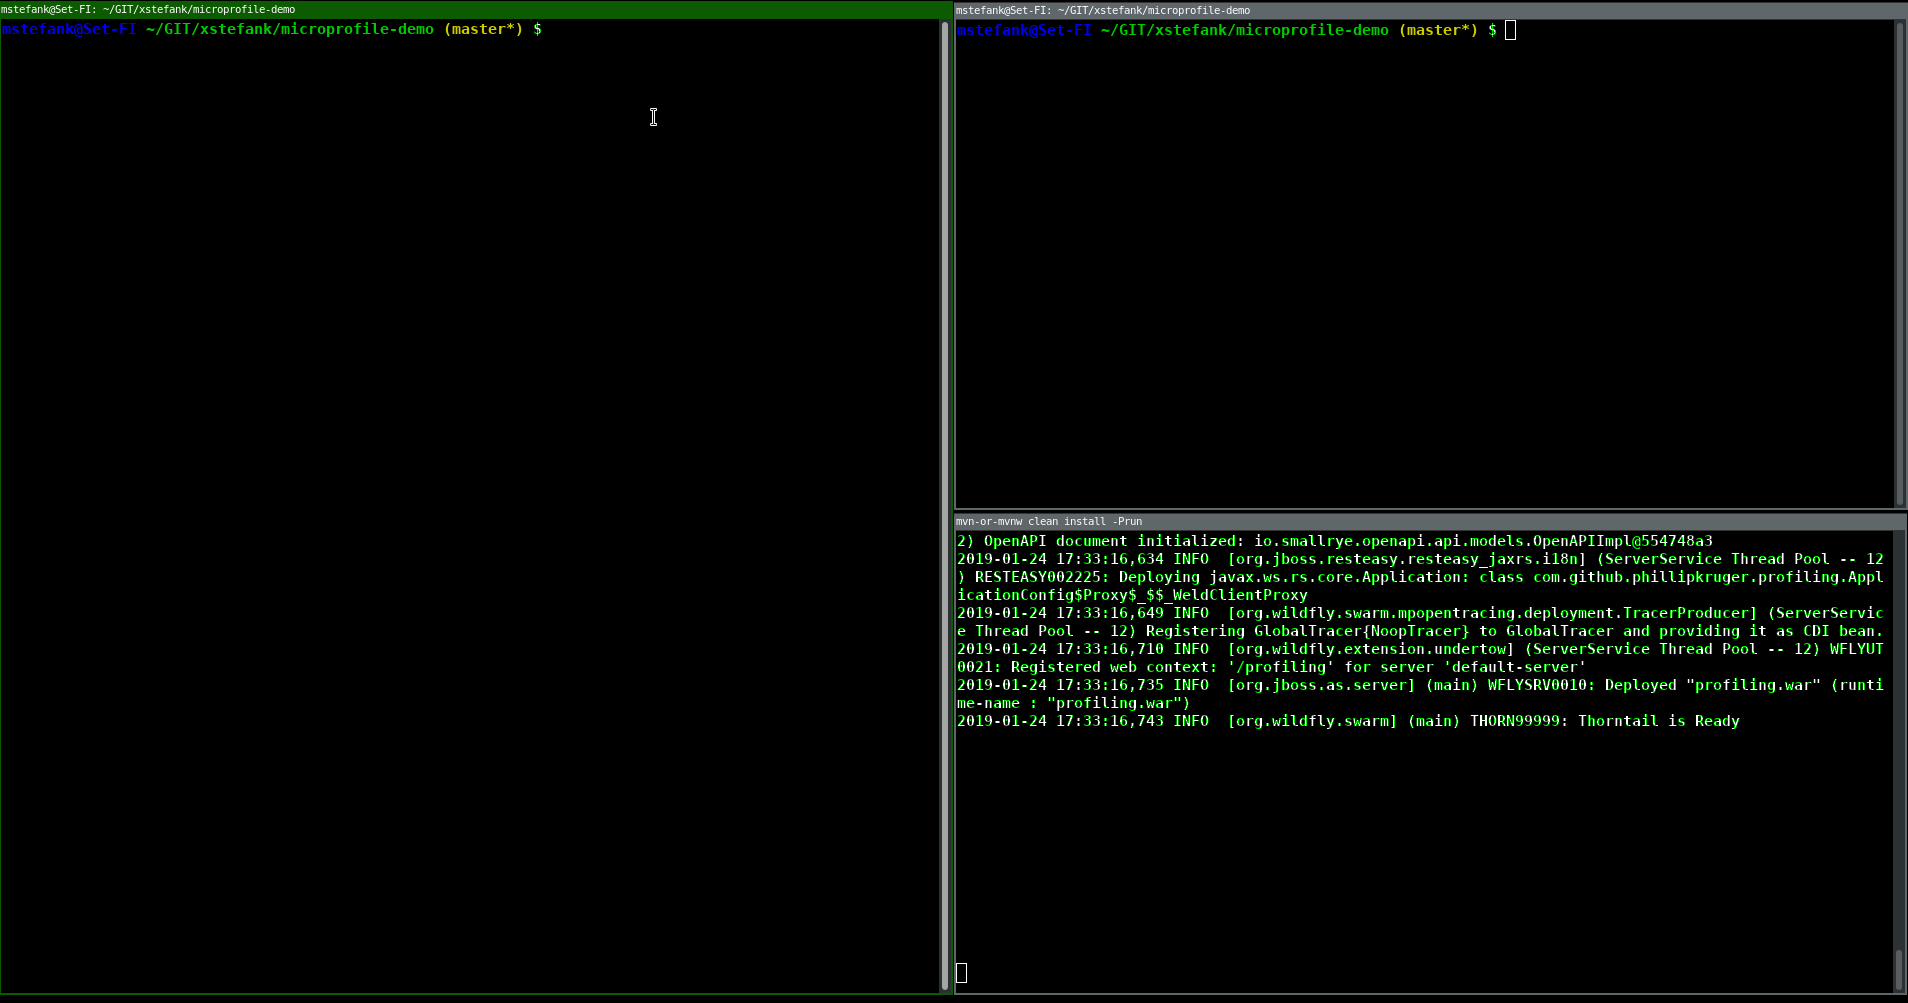 mstefank@Set-FI: ~/GIT/xstefank/microprofile-demo
mstefank@Set-FI ~/GIT/xstefank/microprofile-demo (master*) $
mstefank@Set-FI: ~/GIT/xstefank/microprofile-demo
mstefank@Set-FI ~/GIT/xstefank/microprofile-demo (master*) $
mvn-or-mvnw clean install -Prun
2) OpenAPI document initialized: io.smallrye.openapi.api.models.OpenAPIImpl@554748a3
2019-01-24 17:33:16,634 INFO  [org.jboss.resteasy.resteasy_jaxrs.i18n] (ServerService Thread Pool -- 12
) RESTEASY002225: Deploying javax.ws.rs.core.Application: class com.github.phillipkruger.profiling.Appl
icationConfig$Proxy$_$$_WeldClientProxy
2019-01-24 17:33:16,649 INFO  [org.wildfly.swarm.mpopentracing.deployment.TracerProducer] (ServerServic
e Thread Pool -- 12) Registering GlobalTracer{NoopTracer} to GlobalTracer and providing it as CDI bean.
2019-01-24 17:33:16,710 INFO  [org.wildfly.extension.undertow] (ServerService Thread Pool -- 12) WFLYUT
0021: Registered web context: '/profiling' for server 'default-server'
2019-01-24 17:33:16,735 INFO  [org.jboss.as.server] (main) WFLYSRV0010: Deployed "profiling.war" (runti
me-name : "profiling.war")
2019-01-24 17:33:16,743 INFO  [org.wildfly.swarm] (main) THORN99999: Thorntail is Ready